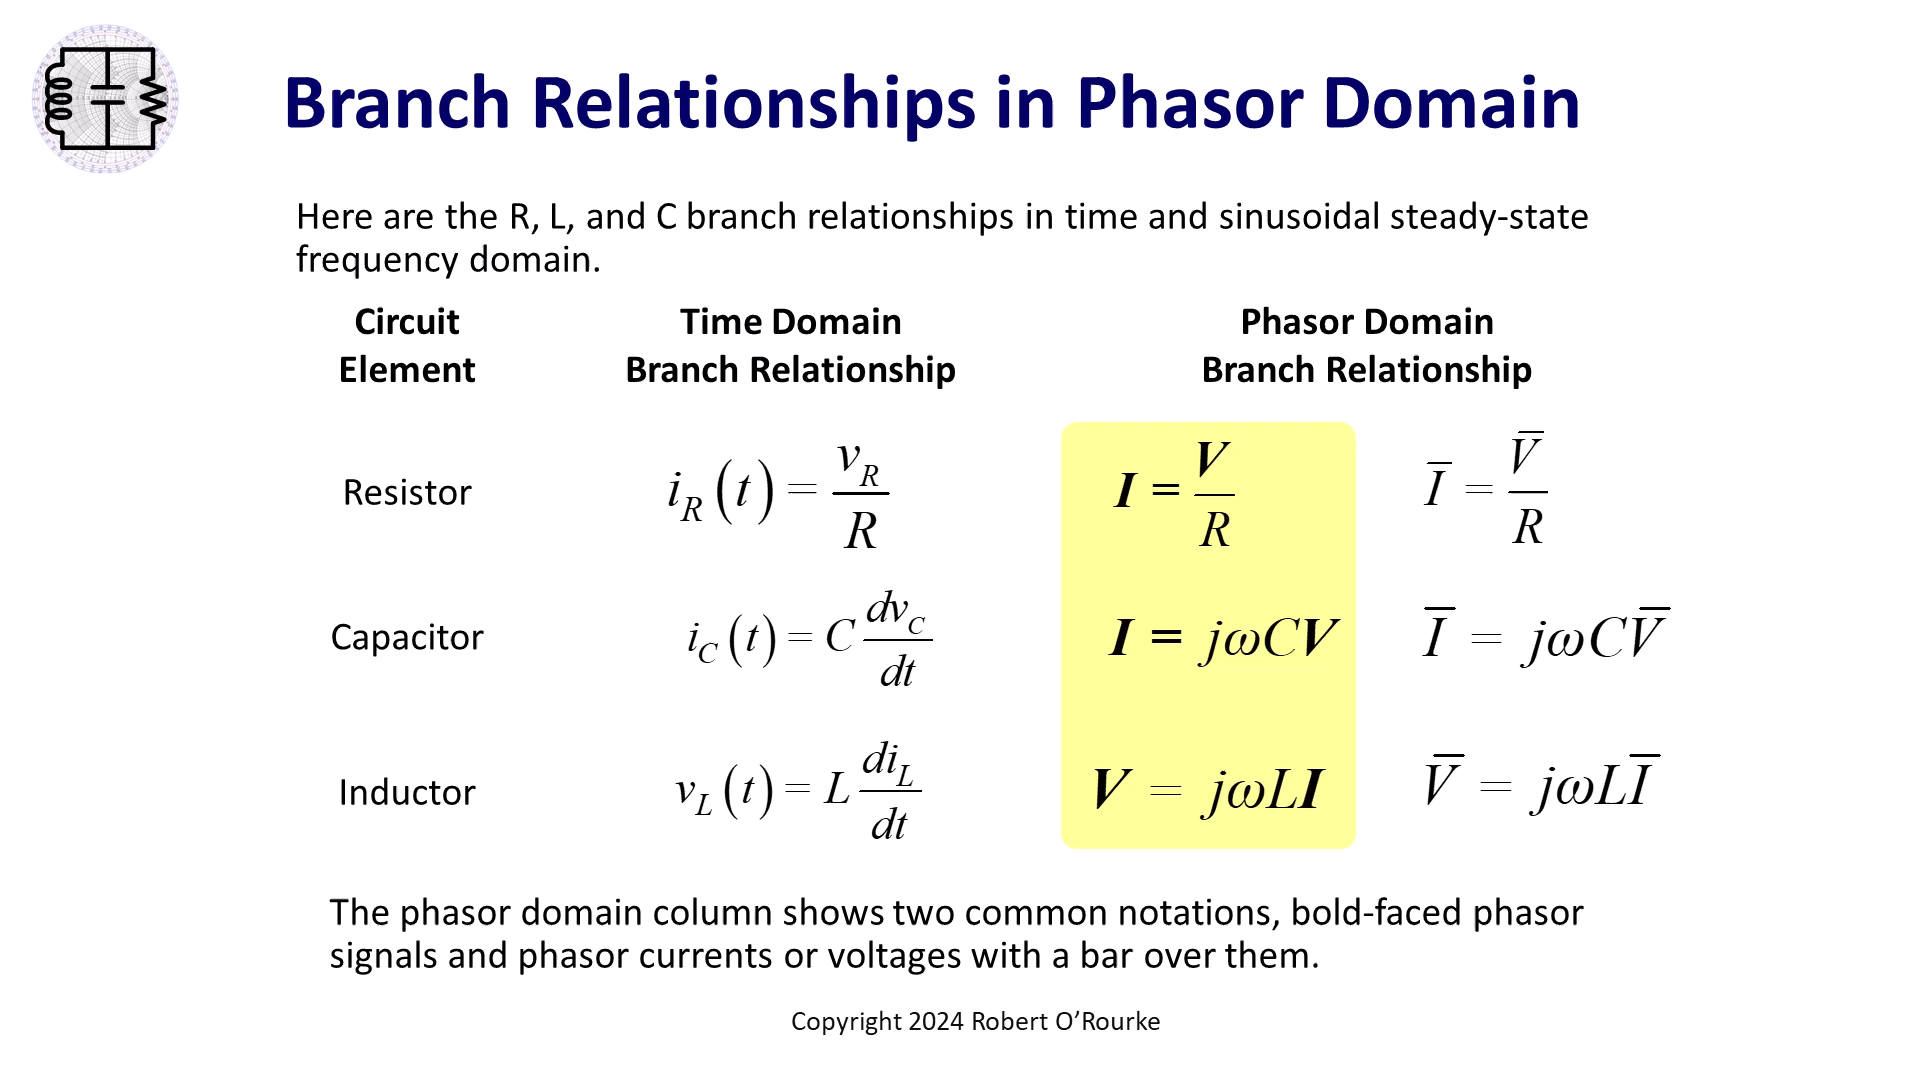 Branch Relationships in Phasor Domain
Here are the R, L, and C branch relationships in time and sinusoidal steady-state
frequency domain.
Circuit Element
Time Domain Branch Relationship
Phasor Domain Branch Relationship
Resistor
i_R(t) = v_R / R
I = V / R
I̅ = V̅ / R
Capacitor
i_C(t) = C dv_C / dt
I = jωCV
I̅ = jωCV̅
Inductor
v_L(t) = L di_L / dt
V = jωLI
V̅ = jωLI̅
The phasor domain column shows two common notations, bold-faced phasor
signals and phasor currents or voltages with a bar over them.
Copyright 2024 Robert O’Rourke